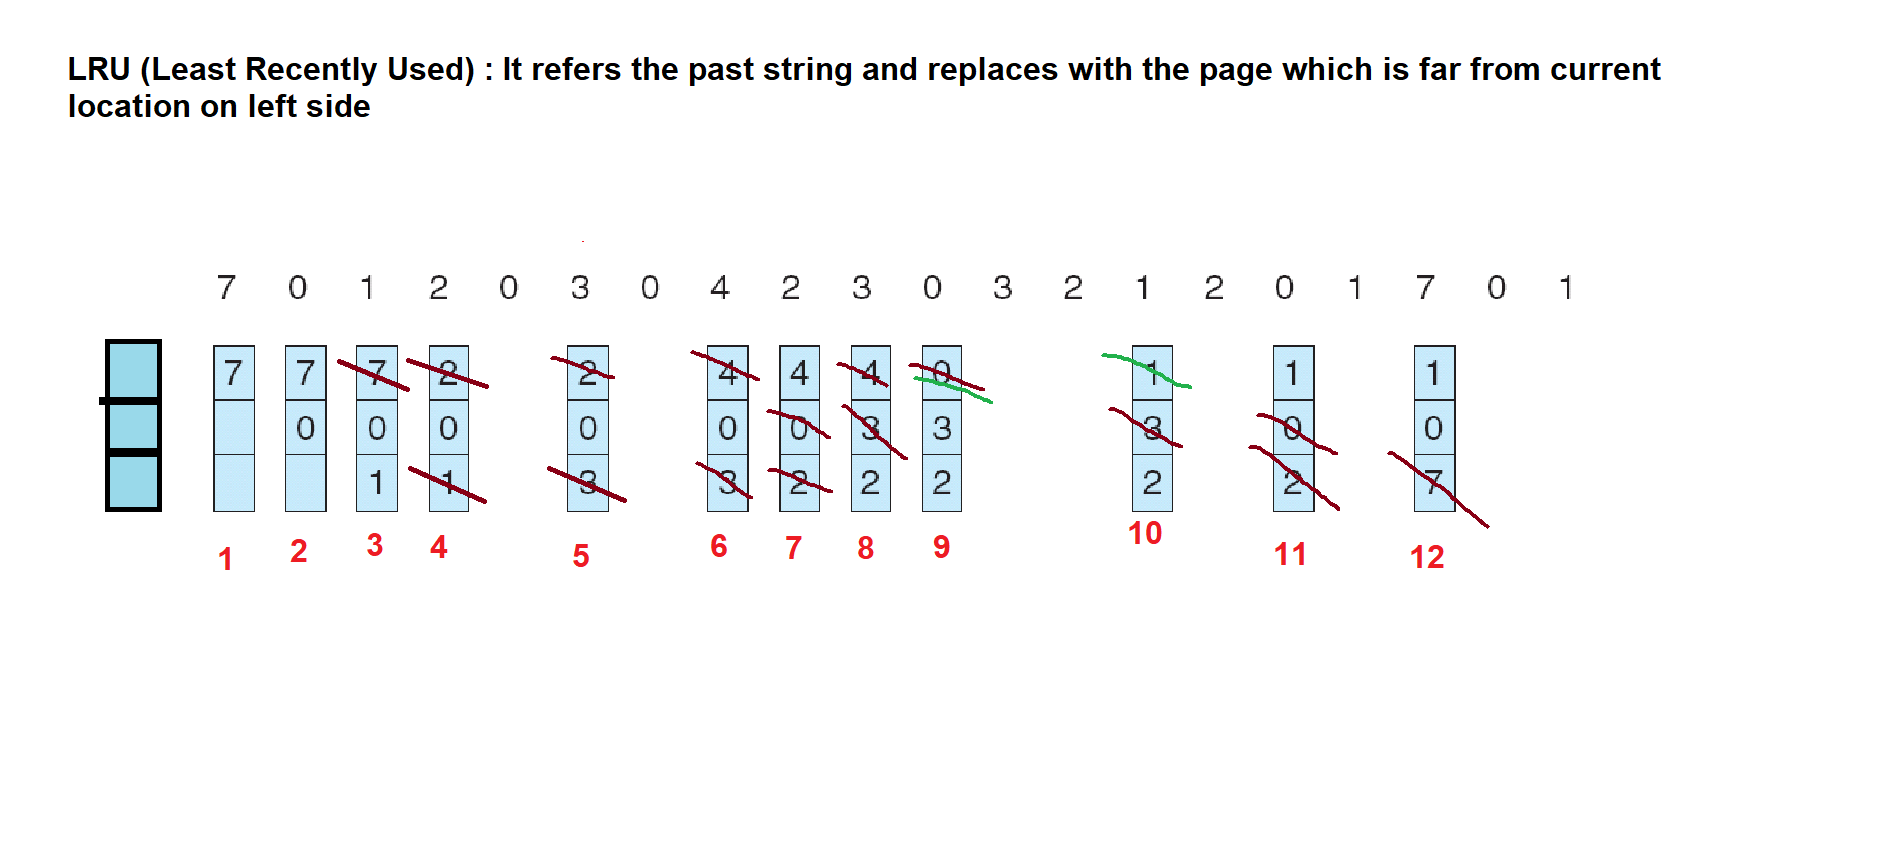 LRU (Least Recently Used) : It refers the past string and replaces with the page which is far from current
location on left side
7 0 1 2 0 3 0 4 2 3 0 3 2 1 2 0 1 7 0 1
7 7 7 2 2 4 4 4 0 1 1 1
0 0 0 0 0 0 3 3 3 0 0
1 1 3 3 2 2 2 2 2 7
1 2 3 4 5 6 7 8 9 10 11 12